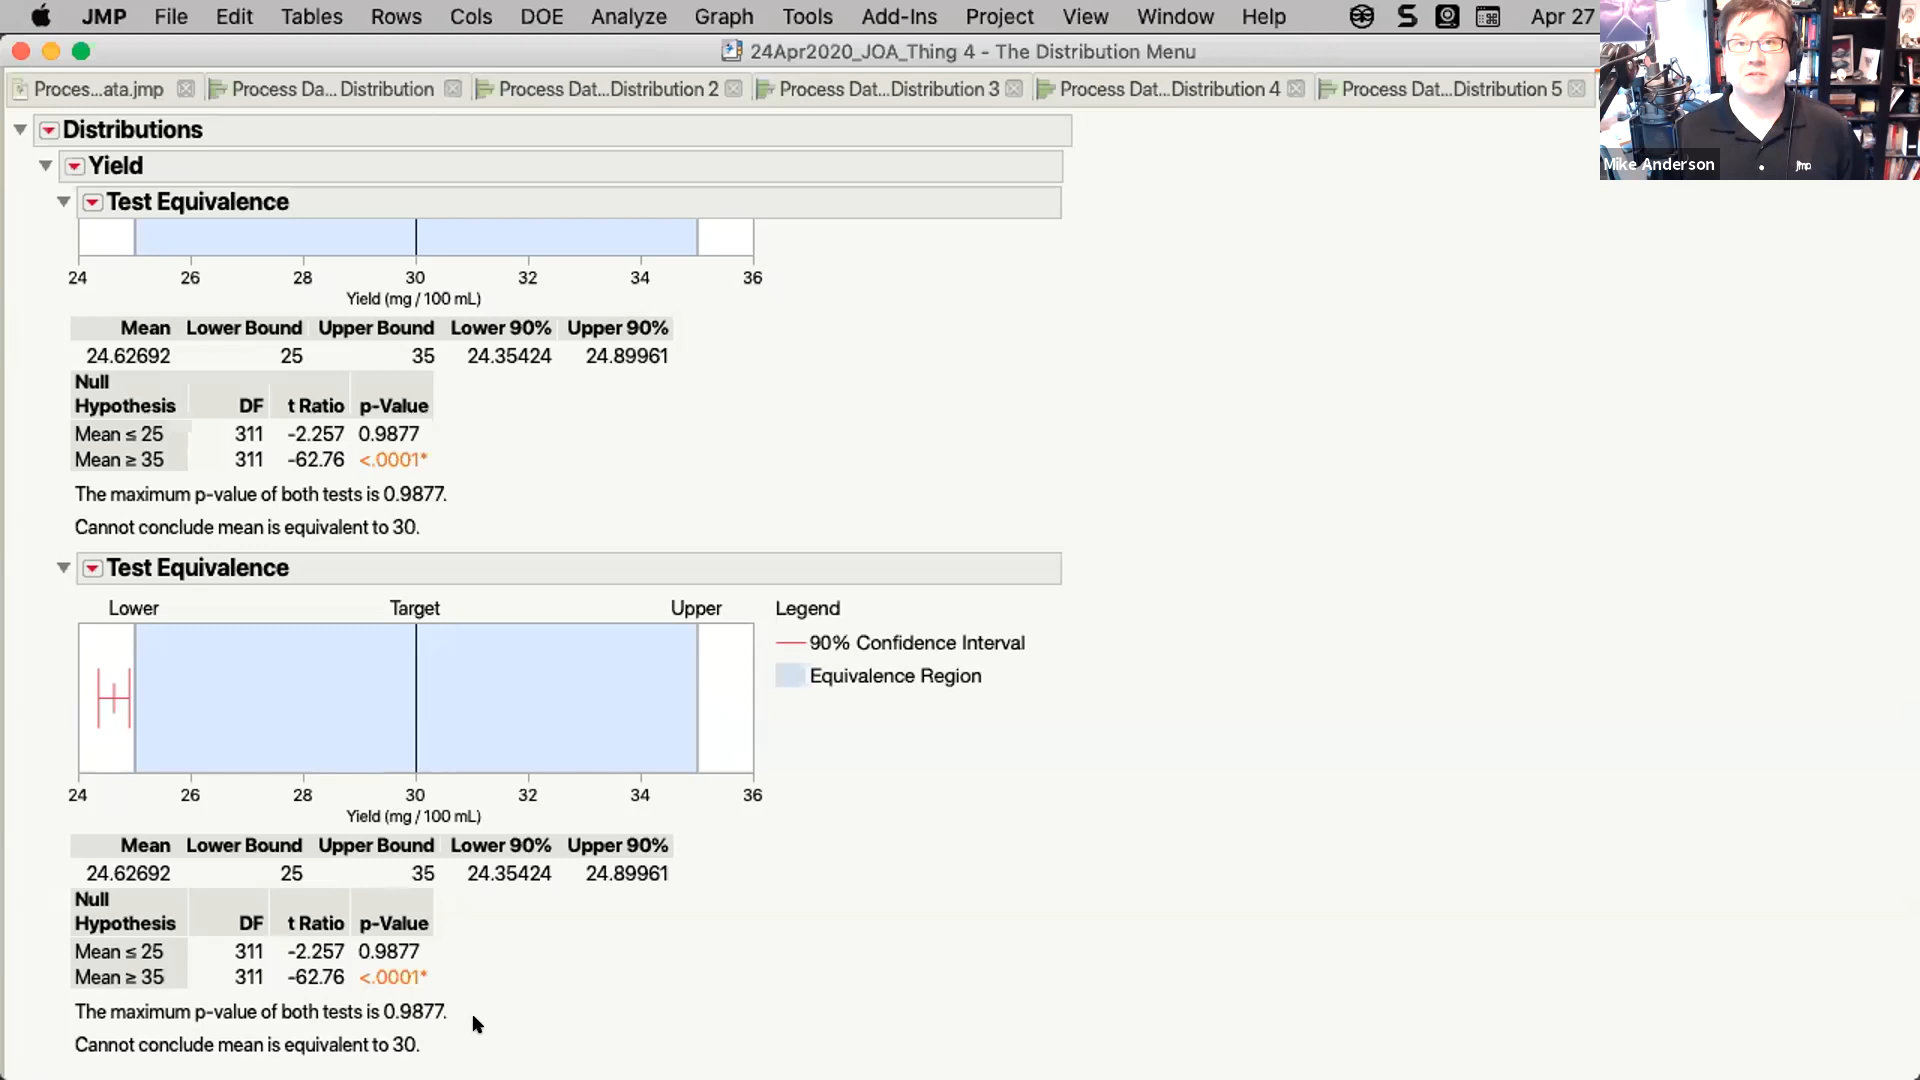 JMP File Edit Tables Rows Cols DOE Analyze Graph Tools Add-Ins Project View Window Help S Apr 27
24Apr2020_JOA_Thing 4 - The Distribution Menu
Proces...ata.jmp Process Da... Distribution Process Dat...Distribution 2 Process Dat...Distribution 3 Process Dat...Distribution 4 Process Dat...Distribution 5
Mike Anderson jmp
Distributions
Yield
Test Equivalence
24 26 28 30 32 34 36
Yield (mg / 100 mL)
Mean Lower Bound Upper Bound Lower 90% Upper 90%
24.62692 25 35 24.35424 24.89961
Null
Hypothesis DF t Ratio p-Value
Mean ≤ 25 311 -2.257 0.9877
Mean ≥ 35 311 -62.76 <.0001*
The maximum p-value of both tests is 0.9877.
Cannot conclude mean is equivalent to 30.
Test Equivalence
Lower Target Upper Legend
90% Confidence Interval
Equivalence Region
24 26 28 30 32 34 36
Yield (mg / 100 mL)
Mean Lower Bound Upper Bound Lower 90% Upper 90%
24.62692 25 35 24.35424 24.89961
Null
Hypothesis DF t Ratio p-Value
Mean ≤ 25 311 -2.257 0.9877
Mean ≥ 35 311 -62.76 <.0001*
The maximum p-value of both tests is 0.9877.
Cannot conclude mean is equivalent to 30.